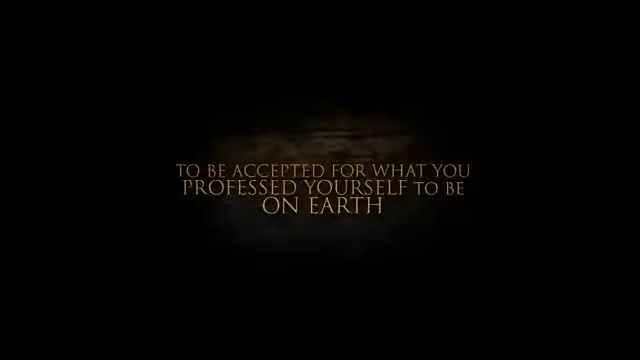 TO BE ACCEPTED FOR WHAT YOU
PROFESSED YOURSELF TO BE
ON EARTH